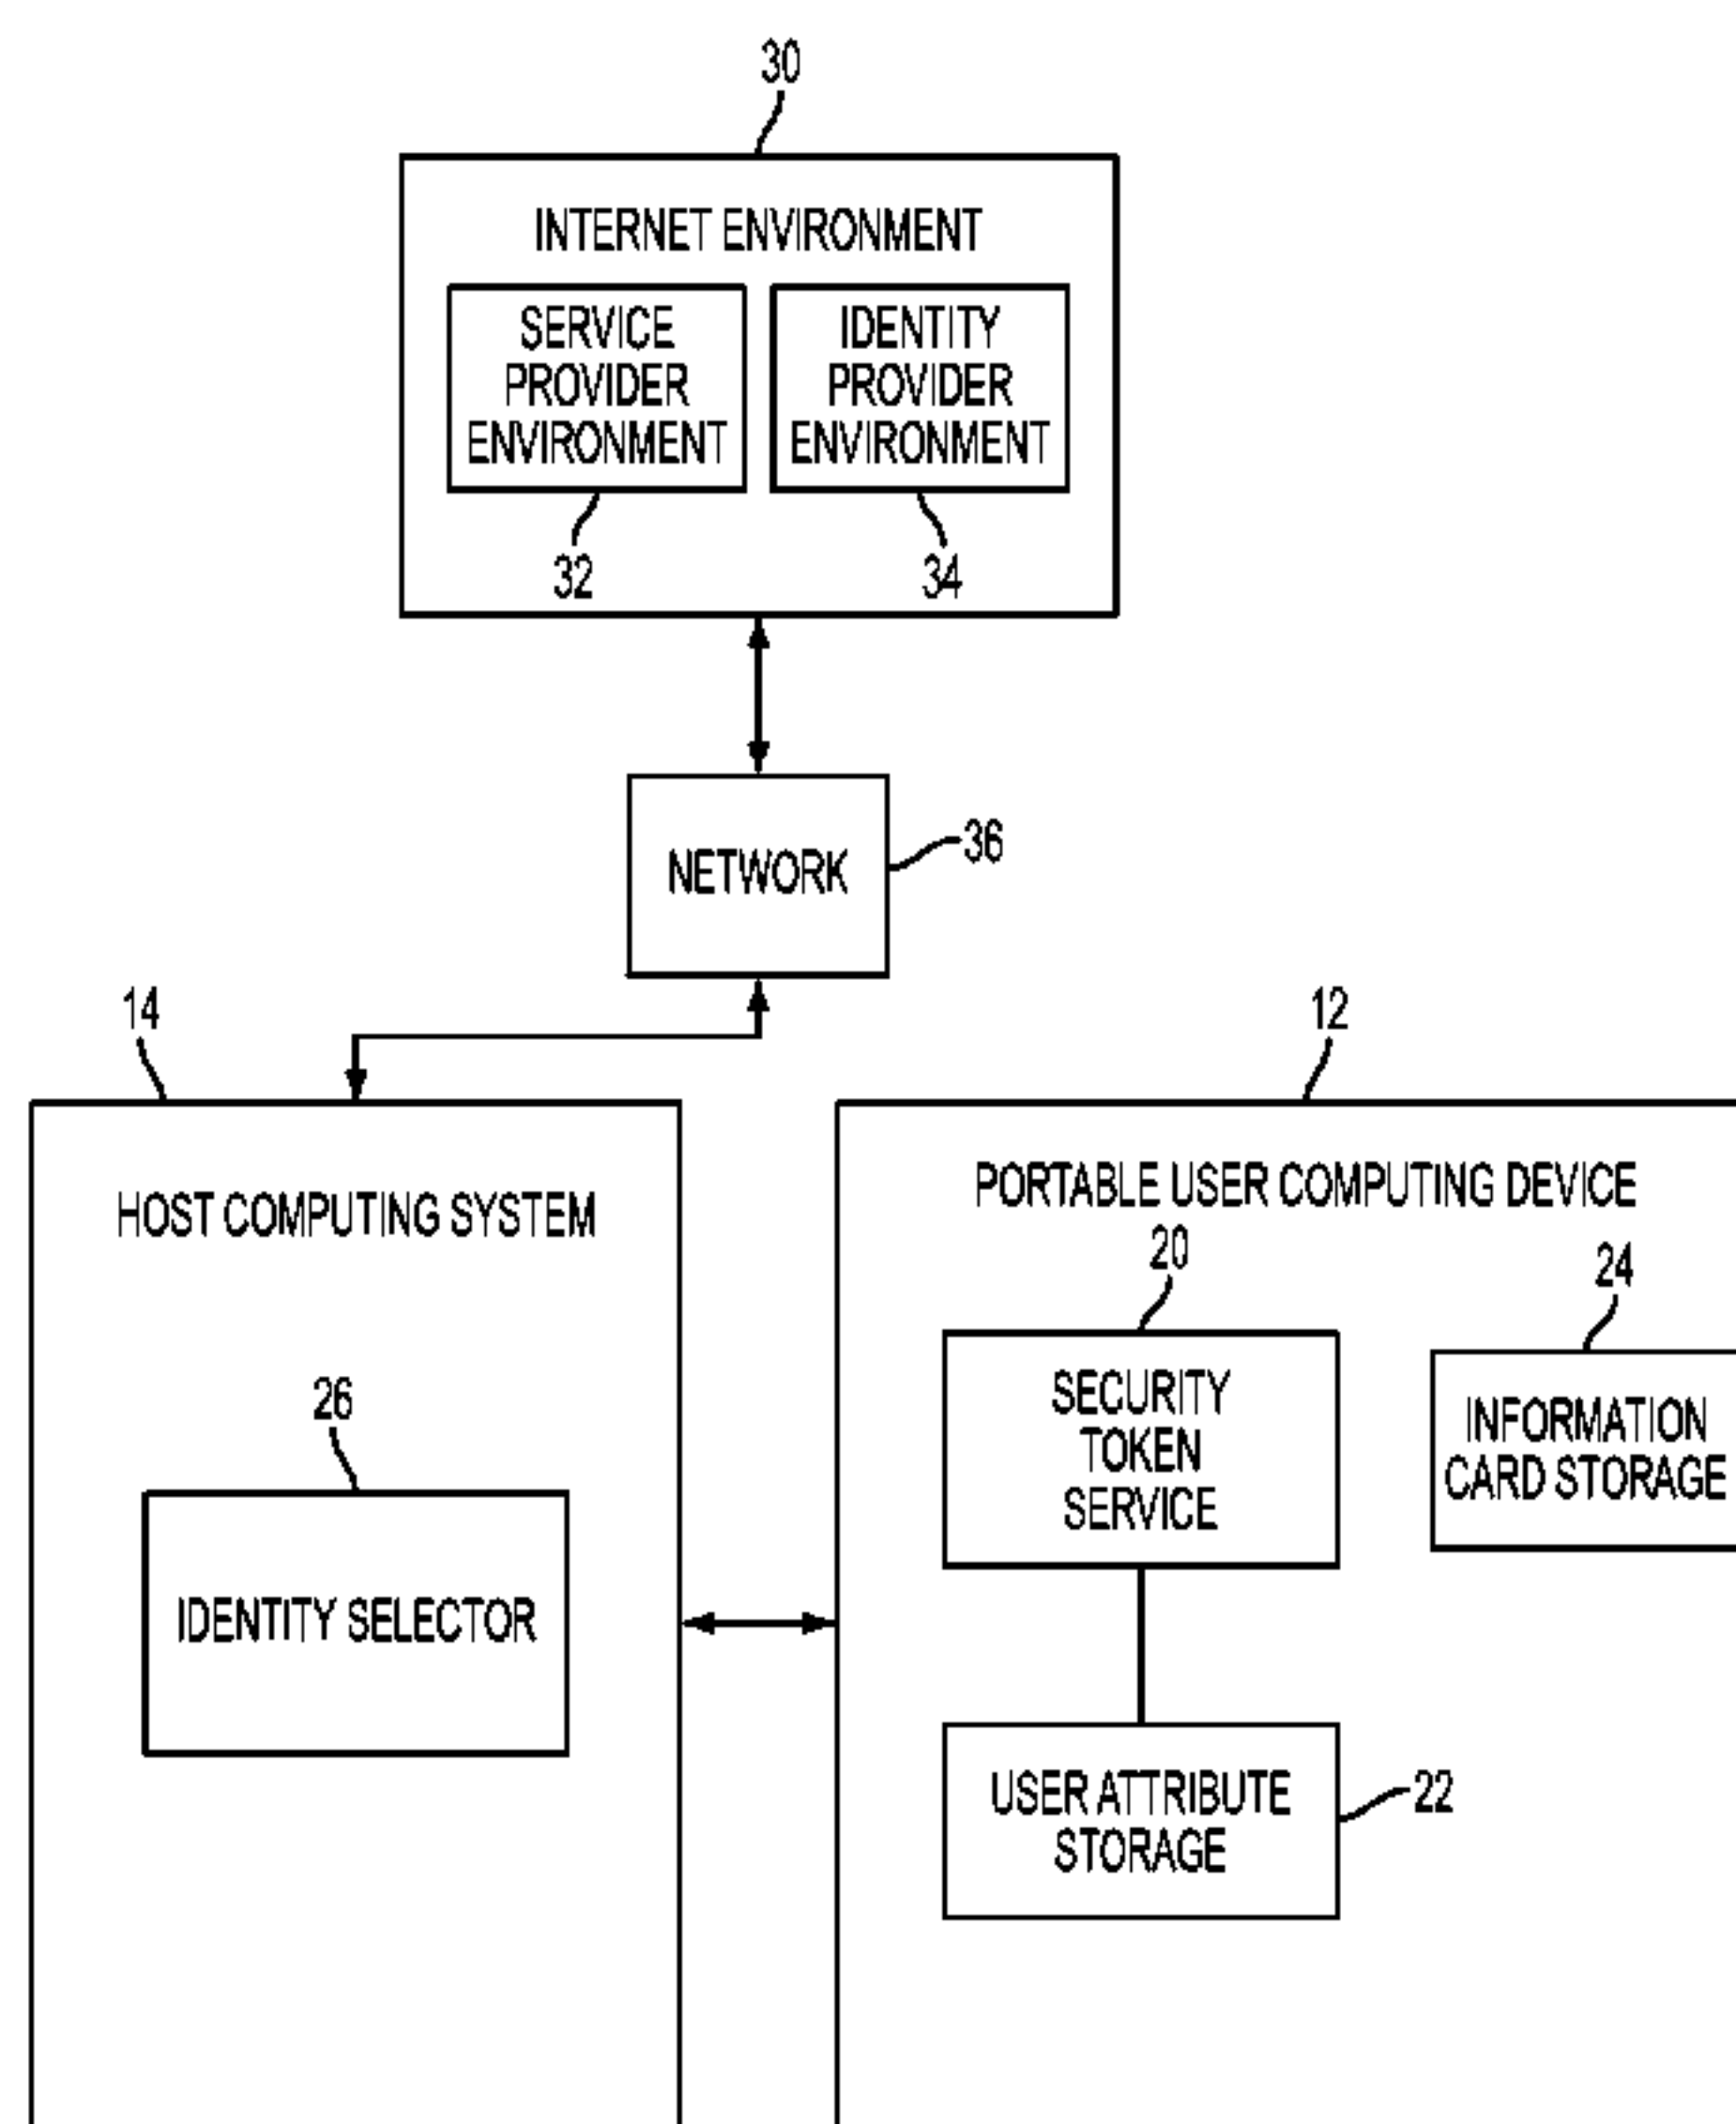 30
INTERNET ENVIRONMENT
SERVICE
PROVIDER
ENVIRONMENT
IDENTITY
PROVIDER
ENVIRONMENT
32
34
NETWORK
36
14
12
HOST COMPUTING SYSTEM
26
IDENTITY SELECTOR
PORTABLE USER COMPUTING DEVICE
20
24
SECURITY
TOKEN
SERVICE
INFORMATION
CARD STORAGE
USER ATTRIBUTE
STORAGE
22